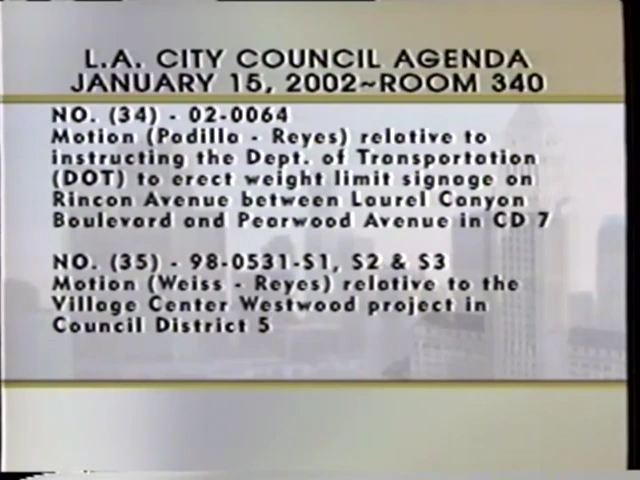 L.A. CITY COUNCIL AGENDA
JANUARY 15, 2002~ROOM 340
NO. (34) - 02-0064
Motion (Padilla - Reyes) relative to
instructing the Dept. of Transportation
(DOT) to erect weight limit signage on
Rincon Avenue between Laurel Canyon
Boulevard and Pearwood Avenue in CD 7
NO. (35) - 98-0531-S1, S2 & S3
Motion (Weiss - Reyes) relative to the
Village Center Westwood project in
Council District 5